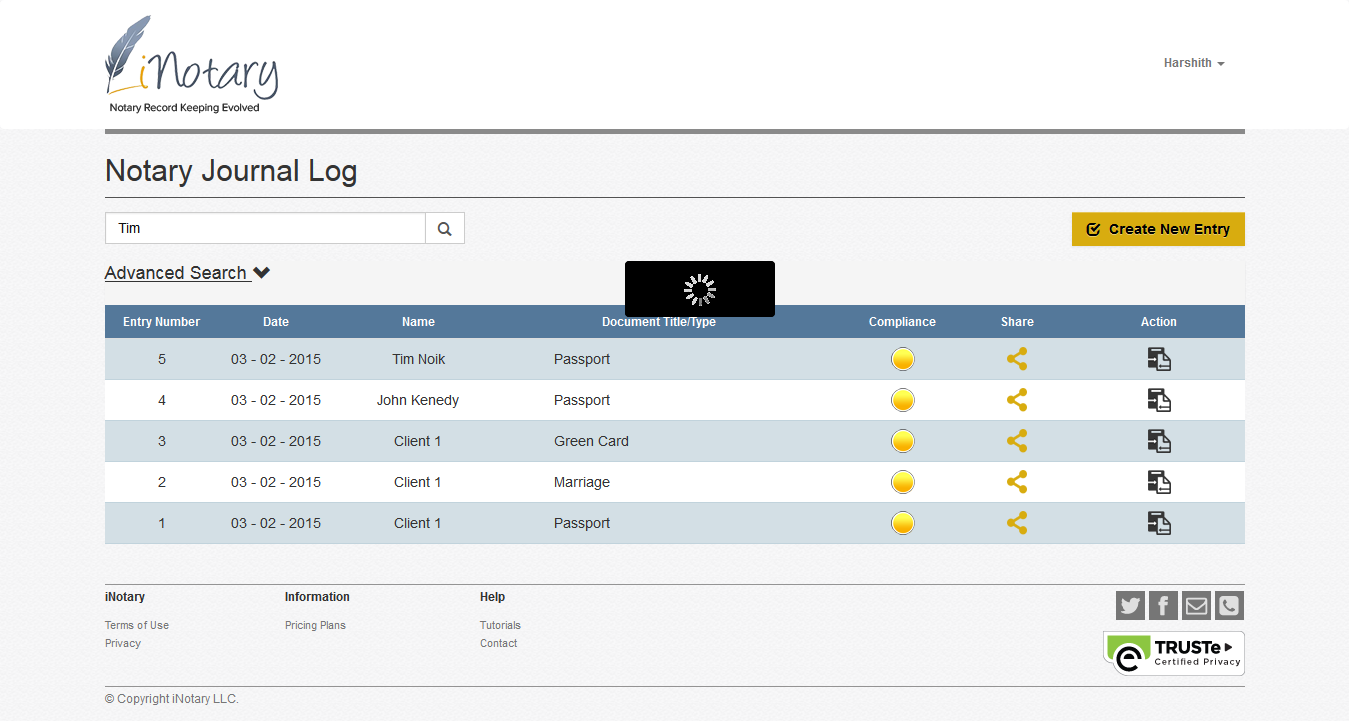 iNotary
Notary Record Keeping Evolved
Harshith
Notary Journal Log
Tim
Create New Entry
Advanced Search
Entry Number Date Name Document Title/Type Compliance Share Action
5 03 - 02 - 2015 Tim Noik Passport
4 03 - 02 - 2015 John Kenedy Passport
3 03 - 02 - 2015 Client 1 Green Card
2 03 - 02 - 2015 Client 1 Marriage
1 03 - 02 - 2015 Client 1 Passport
iNotary Information Help
Terms of Use Pricing Plans Tutorials
Privacy Contact
TRUSTe
Certified Privacy
© Copyright iNotary LLC.